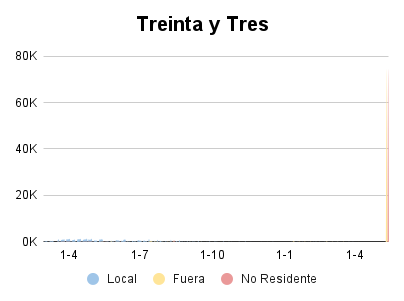 Treinta y Tres
80K
60K
40K
20K
0K
1-4 1-7 1-10 1-1 1-4
Local Fuera No Residente